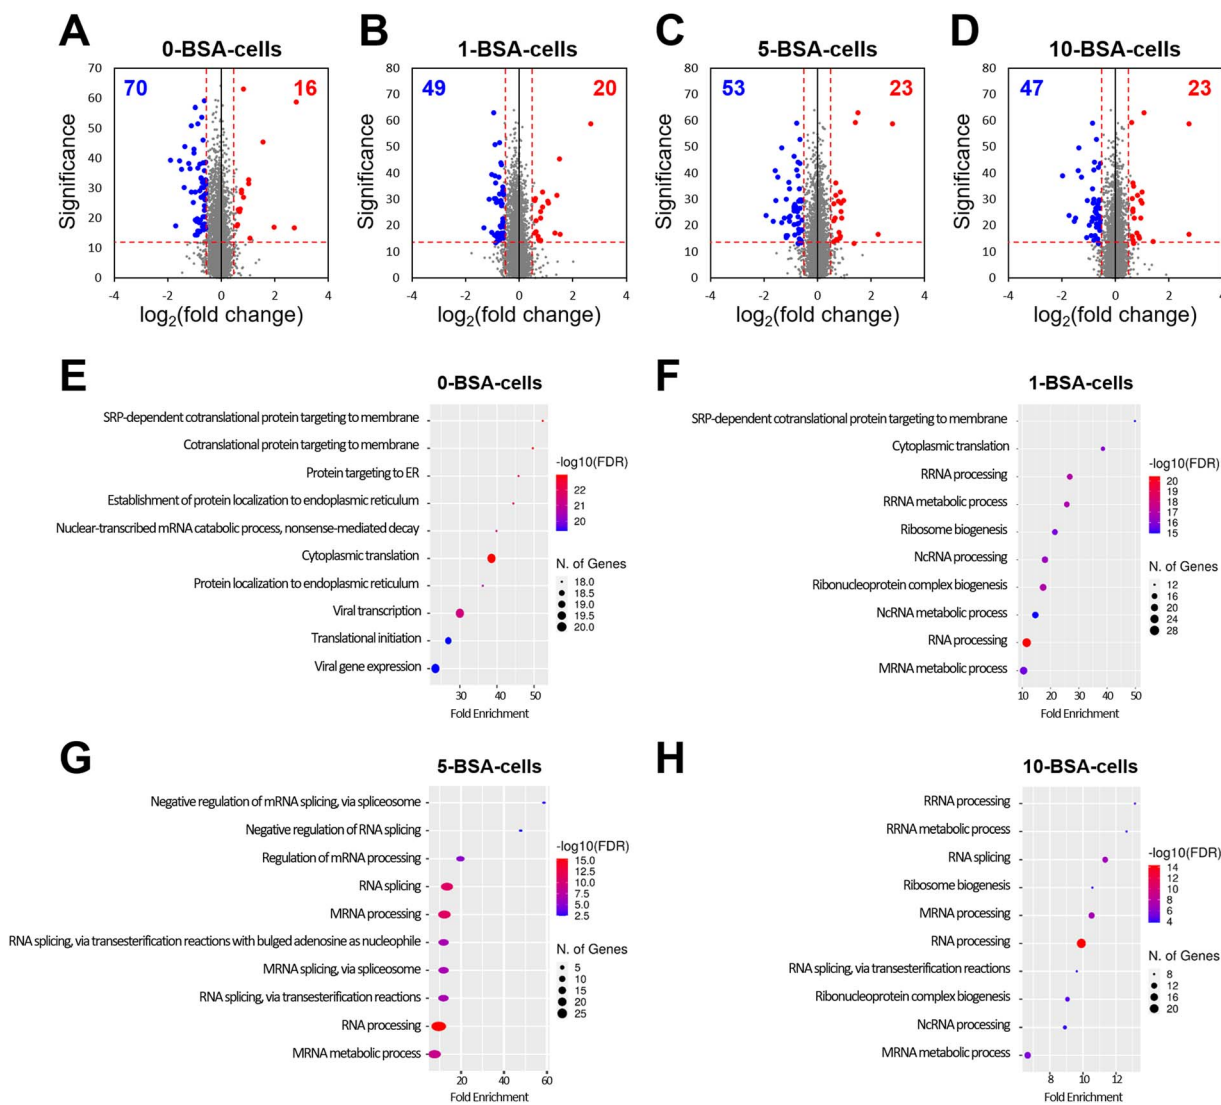 A
0-BSA-cells
70
16
Significance
70
60
50
40
30
20
10
0
-4
-2
0
2
4
log2(fold change)
B
1-BSA-cells
49
20
Significance
80
70
60
50
40
30
20
10
0
-4
-2
0
2
4
log2(fold change)
C
5-BSA-cells
53
23
Significance
80
70
60
50
40
30
20
10
0
-4
-2
0
2
4
log2(fold change)
D
10-BSA-cells
47
23
Significance
80
70
60
50
40
30
20
10
0
-4
-2
0
2
4
log2(fold change)
E
0-BSA-cells
SRP-dependent cotranslational protein targeting to membrane
Cotranslational protein targeting to membrane
Protein targeting to ER
Establishment of protein localization to endoplasmic reticulum
Nuclear-transcribed mRNA catabolic process, nonsense-mediated decay
Cytoplasmic translation
Protein localization to endoplasmic reticulum
Viral transcription
Translational initiation
Viral gene expression
30
40
50
Fold Enrichment
-log10(FDR)
22
21
20
N. of Genes
18.0
18.5
19.0
19.5
20.0
F
1-BSA-cells
SRP-dependent cotranslational protein targeting to membrane
Cytoplasmic translation
RRNA processing
RRNA metabolic process
Ribosome biogenesis
NcRNA processing
Ribonucleoprotein complex biogenesis
NcRNA metabolic process
RNA processing
MRNA metabolic process
10
20
30
40
50
Fold Enrichment
-log10(FDR)
20
19
18
17
16
15
N. of Genes
12
16
20
24
28
G
5-BSA-cells
Negative regulation of mRNA splicing, via spliceosome
Negative regulation of RNA splicing
Regulation of mRNA processing
RNA splicing
MRNA processing
RNA splicing, via transesterification reactions with bulged adenosine as nucleophile
MRNA splicing, via spliceosome
RNA splicing, via transesterification reactions
RNA processing
MRNA metabolic process
20
40
60
Fold Enrichment
-log10(FDR)
15.0
12.5
10.0
7.5
5.0
2.5
N. of Genes
5
10
15
20
25
H
10-BSA-cells
RRNA processing
RRNA metabolic process
RNA splicing
Ribosome biogenesis
MRNA processing
RNA processing
RNA splicing, via transesterification reactions
Ribonucleoprotein complex biogenesis
NcRNA processing
MRNA metabolic process
8
10
12
Fold Enrichment
-log10(FDR)
14
12
10
8
6
4
N. of Genes
8
12
16
20